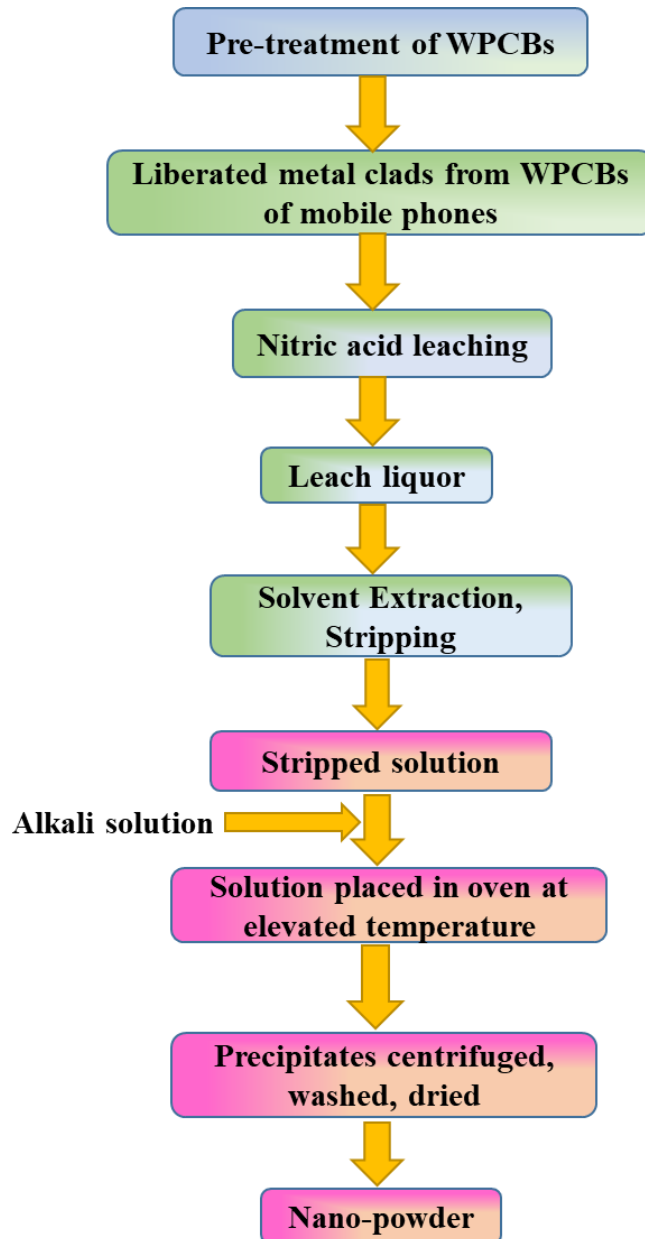 Pre-treatment of WPCBs
Liberated metal clads from WPCBs
of mobile phones
Nitric acid leaching
Leach liquor
Solvent Extraction,
Stripping
Stripped solution
Alkali solution
Solution placed in oven at
elevated temperature
Precipitates centrifuged,
washed, dried
Nano-powder